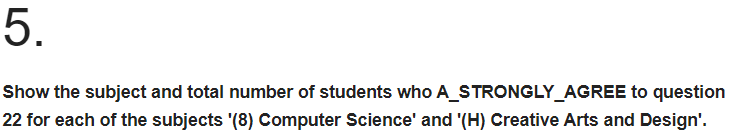 5.
Show the subject and total number of students who A_STRONGLY_AGREE to question
22 for each of the subjects '(8) Computer Science' and '(H) Creative Arts and Design'.